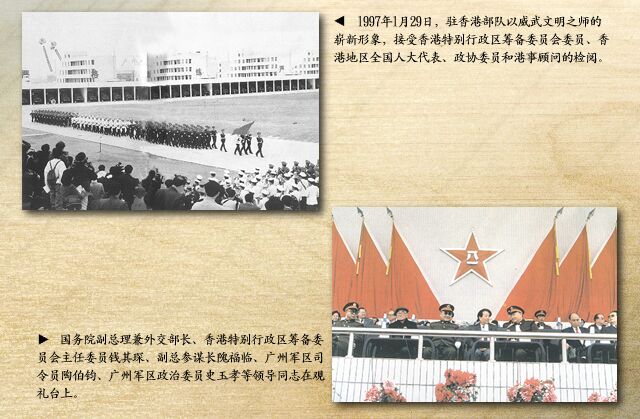 ◀ 1997年1月29日，驻香港部队以威武文明之师的
崭新形象，接受香港特别行政区筹备委员会委员、香
港地区全国人大代表、政协委员和港事顾问的检阅。
八一
▶ 国务院副总理兼外交部长、香港特别行政区筹备委
员会主任委员钱其琛、副总参谋长隗福临、广州军区司
令员陶伯钧、广州军区政治委员史玉孝等领导同志在观
礼台上。